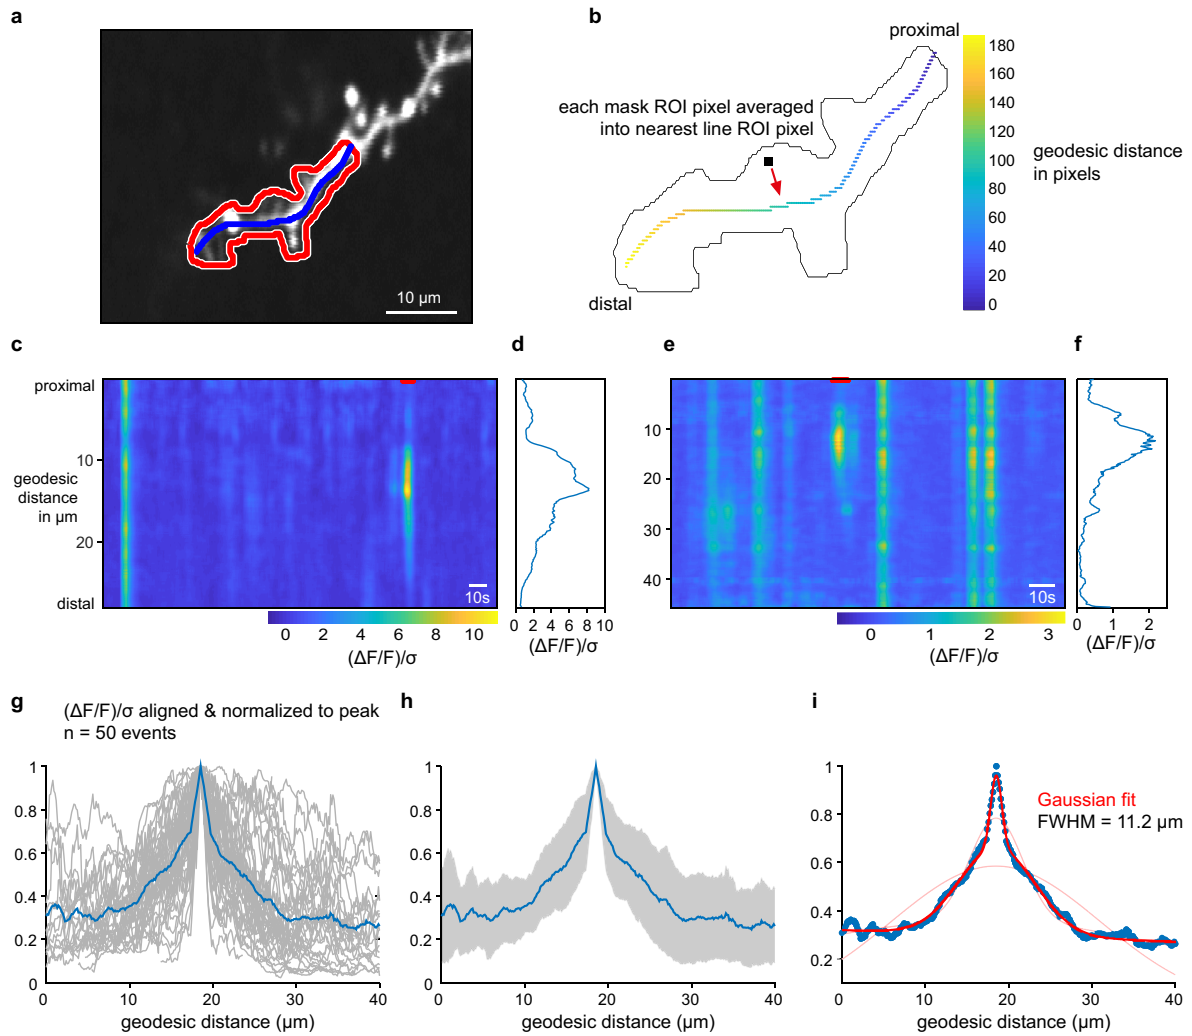 a
10 µm
b
proximal
each mask ROI pixel averaged
into nearest line ROI pixel
distal
180
160
140
120
100
80
60
40
20
0
geodesic distance
in pixels
c
proximal
10
geodesic
distance
in µm
20
distal
10s
0 2 4 6 8 10
(ΔF/F)/σ
d
0 2 4 6 8 10
(ΔF/F)/σ
e
10
20
30
40
10s
0 1 2 3
(ΔF/F)/σ
f
0 1 2
(ΔF/F)/σ
g
(ΔF/F)/σ aligned & normalized to peak
n = 50 events
1
0.8
0.6
0.4
0.2
0
0 10 20 30 40
geodesic distance (µm)
h
1
0.8
0.6
0.4
0.2
0
0 10 20 30 40
geodesic distance (µm)
i
Gaussian fit
FWHM = 11.2 µm
1
0.8
0.6
0.4
0.2
0 10 20 30 40
geodesic distance (µm)